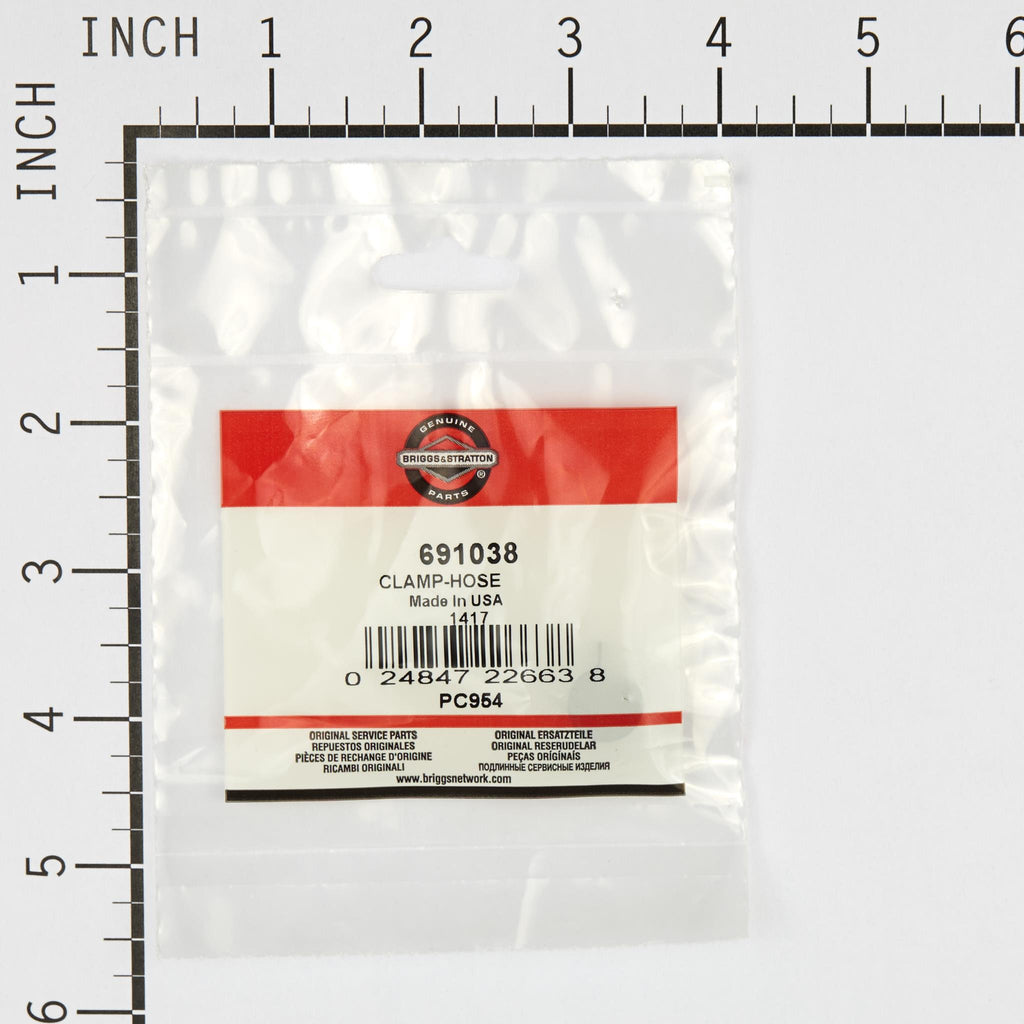 INCH 1 2 3 4 5 6
INCH 1 2 3 4 5 6
GENUINE
BRIGGS&STRATTON
®
PARTS
691038
CLAMP-HOSE
Made In USA
1417
0 24847 22663 8
PC954
ORIGINAL SERVICE PARTS
REPUESTOS ORIGINALES
PIÈCES DE RECHANGE D'ORIGINE
RICAMBI ORIGINALI
ORIGINAL ERSATZTEILE
ORIGINAL RESERUDELAR
PEÇAS ORIGÍNAIS
ПОДЛИННЫЕ СЕРВИСНЫЕ ИЗДЕЛИЯ
www.briggsnetwork.com